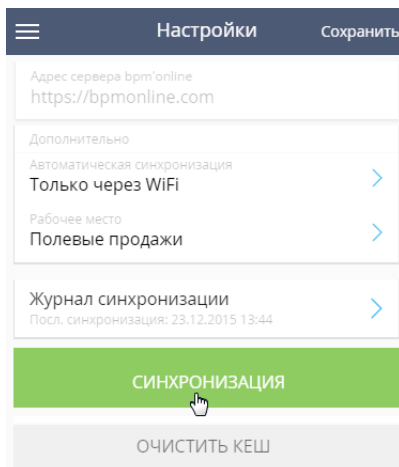 Настройки Сохранить
Адрес сервера bpm'online
https://bpmonline.com
Дополнительно
Автоматическая синхронизация
Только через WiFi
Рабочее место
Полевые продажи
Журнал синхронизации
Посл. синхронизация: 23.12.2015 13:44
СИНХРОНИЗАЦИЯ
ОЧИСТИТЬ КЕШ